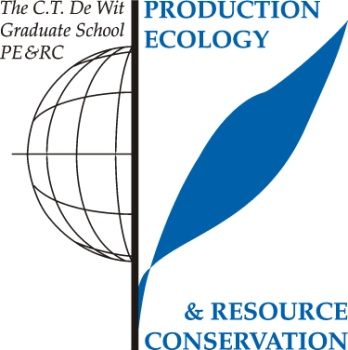 The C.T. De Wit
Graduate School
PE&RC
PRODUCTION
ECOLOGY
& RESOURCE
CONSERVATION